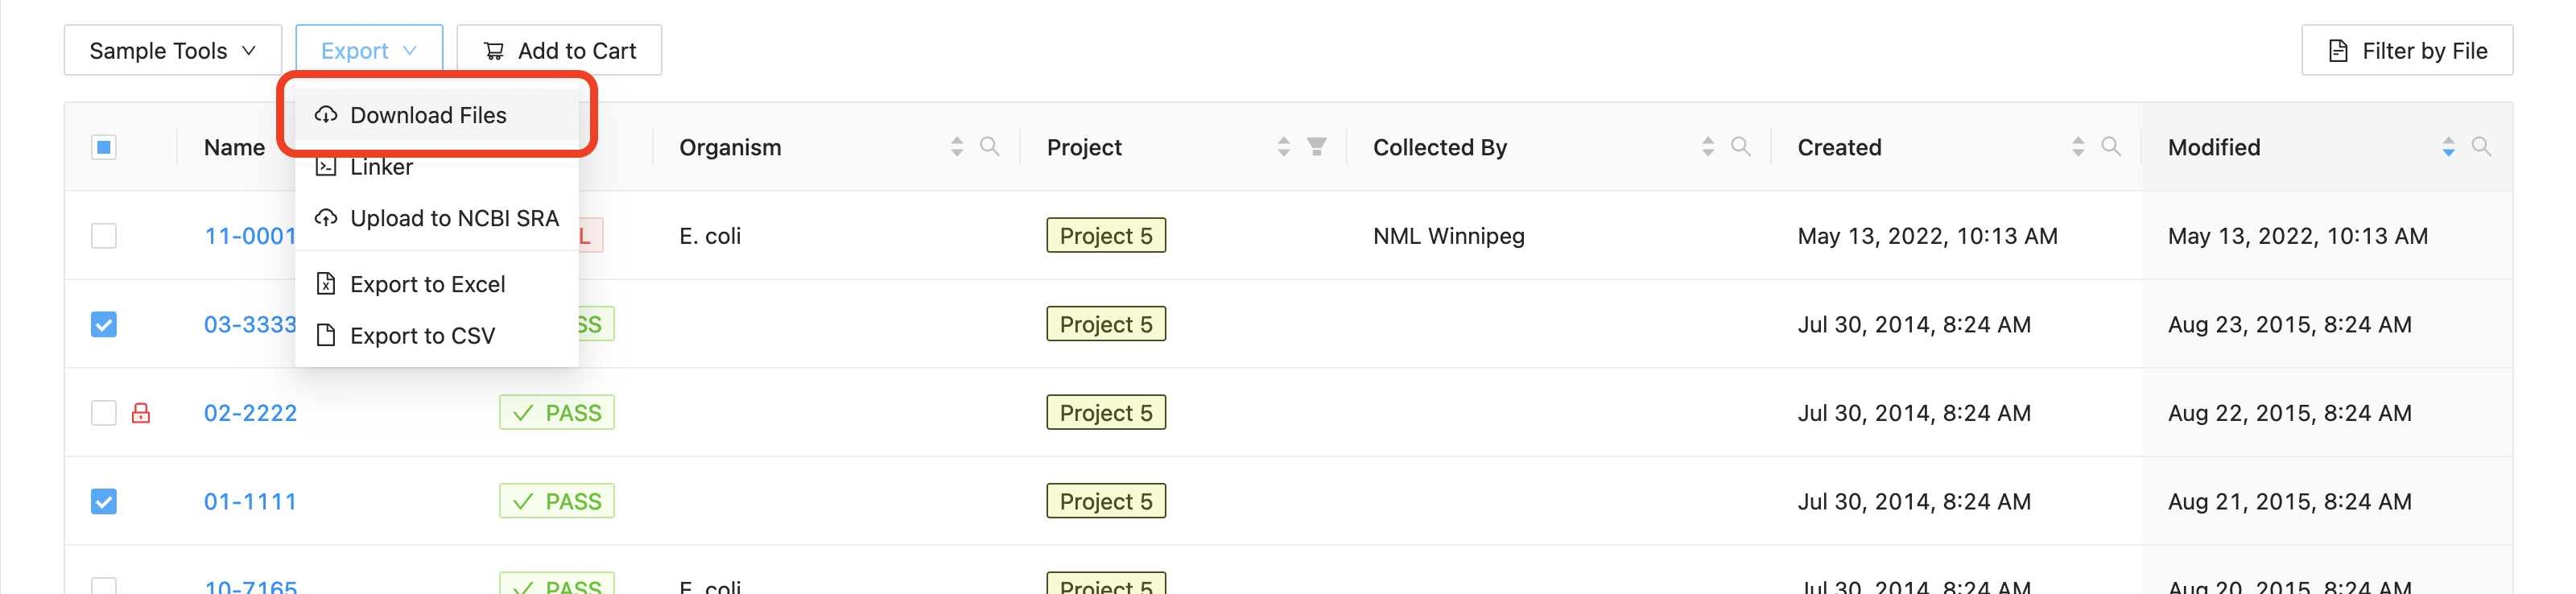 Sample Tools Export Add to Cart Filter by File
Download Files
Name Organism Project Collected By Created Modified
Linker
Upload to NCBI SRA
11-0001 L E. coli Project 5 NML Winnipeg May 13, 2022, 10:13 AM May 13, 2022, 10:13 AM
Export to Excel
03-3333 SS Project 5 Jul 30, 2014, 8:24 AM Aug 23, 2015, 8:24 AM
Export to CSV
02-2222 PASS Project 5 Jul 30, 2014, 8:24 AM Aug 22, 2015, 8:24 AM
01-1111 PASS Project 5 Jul 30, 2014, 8:24 AM Aug 21, 2015, 8:24 AM
10-7165 PASS E. coli Project 5 Jul 30, 2014, 8:24 AM Aug 20, 2015, 8:24 AM